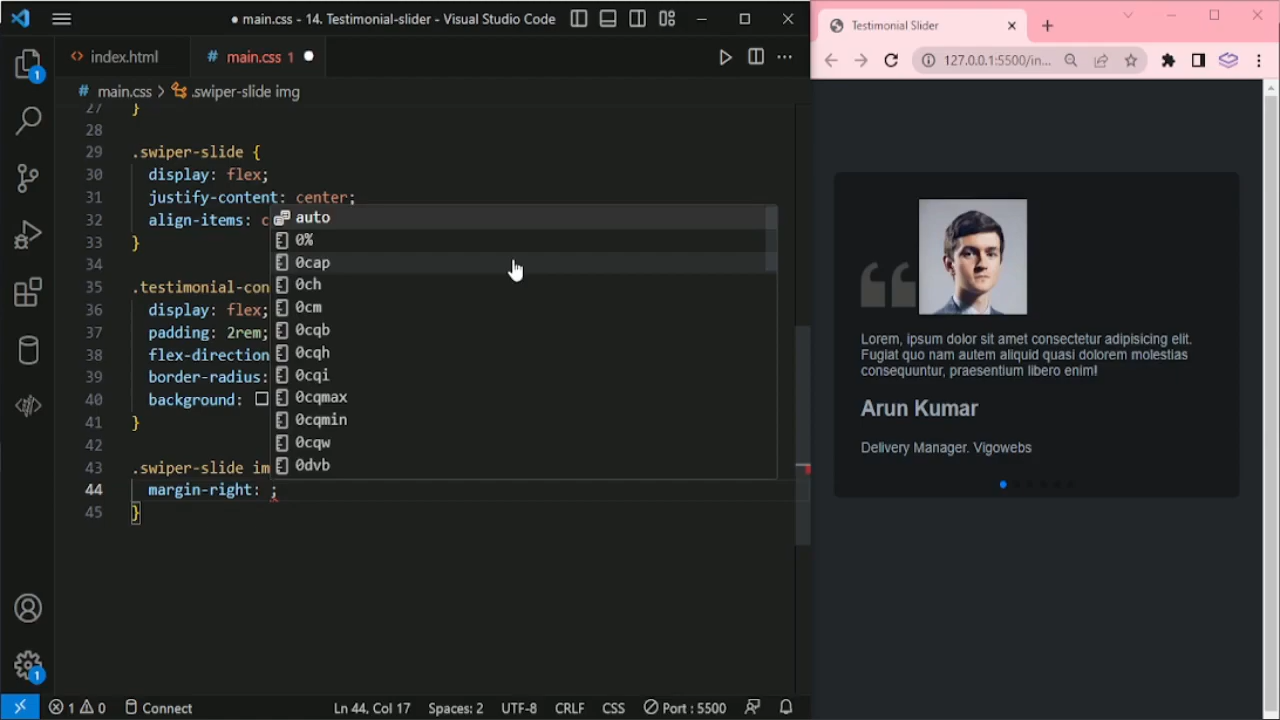 main.css - 14. Testimonial-slider - Visual Studio Code
index.html
# main.css 1
# main.css > .swiper-slide img
27 }
28
29 .swiper-slide {
30 display: flex;
31 justify-content: center;
32 align-items: c
33 }
34
35 .testimonial-con
36 display: flex;
37 padding: 2rem;
38 flex-direction
39 border-radius:
40 background:
41 }
42
43 .swiper-slide im
44 margin-right: ;
45 }
auto
0%
0cap
0ch
0cm
0cqb
0cqh
0cqi
0cqmax
0cqmin
0cqw
0dvb
1
1
1 0 Connect Ln 44, Col 17 Spaces: 2 UTF-8 CRLF CSS Port : 5500
Testimonial Slider
127.0.0.1:5500/in...
Lorem, ipsum dolor sit amet consectetur adipisicing elit.
Fugiat quo nam autem aliquid quasi dolorem molestias
consequuntur, praesentium libero enim!
Arun Kumar
Delivery Manager. Vigowebs